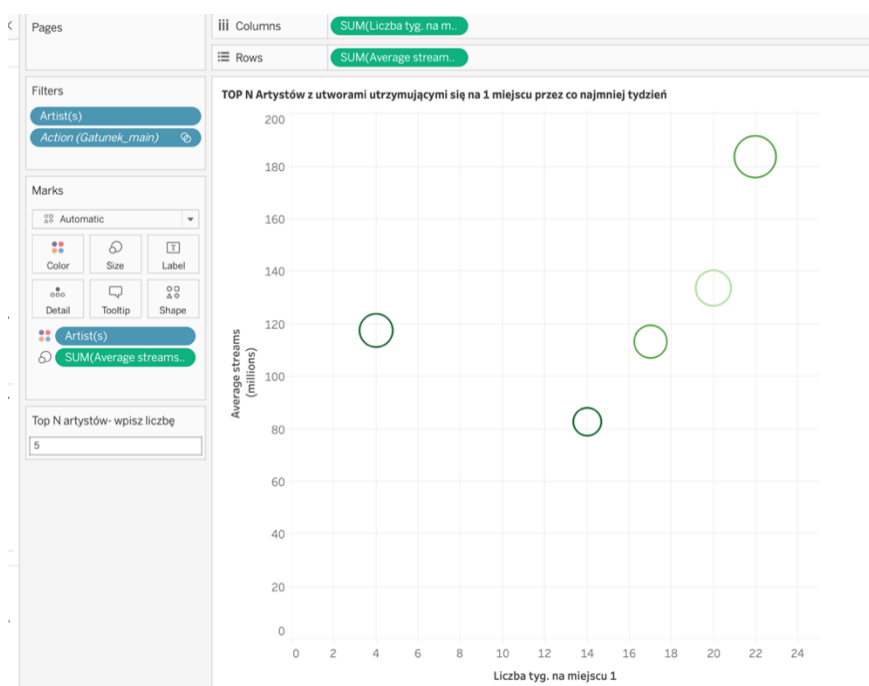 Pages
Columns
SUM(Liczba tyg. na m..
Rows
SUM(Average stream..
Filters
Artist(s)
Action (Gatunek_main)
Marks
Automatic
Color
Size
Label
Detail
Tooltip
Shape
Artist(s)
SUM(Average streams..
Top N artystów- wpisz liczbę
5
TOP N Artystów z utworami utrzymującymi się na 1 miejscu przez co najmniej tydzień
200
180
160
140
120
100
80
60
40
20
0
Average streams
(millions)
0 2 4 6 8 10 12 14 16 18 20 22 24
Liczba tyg. na miejscu 1